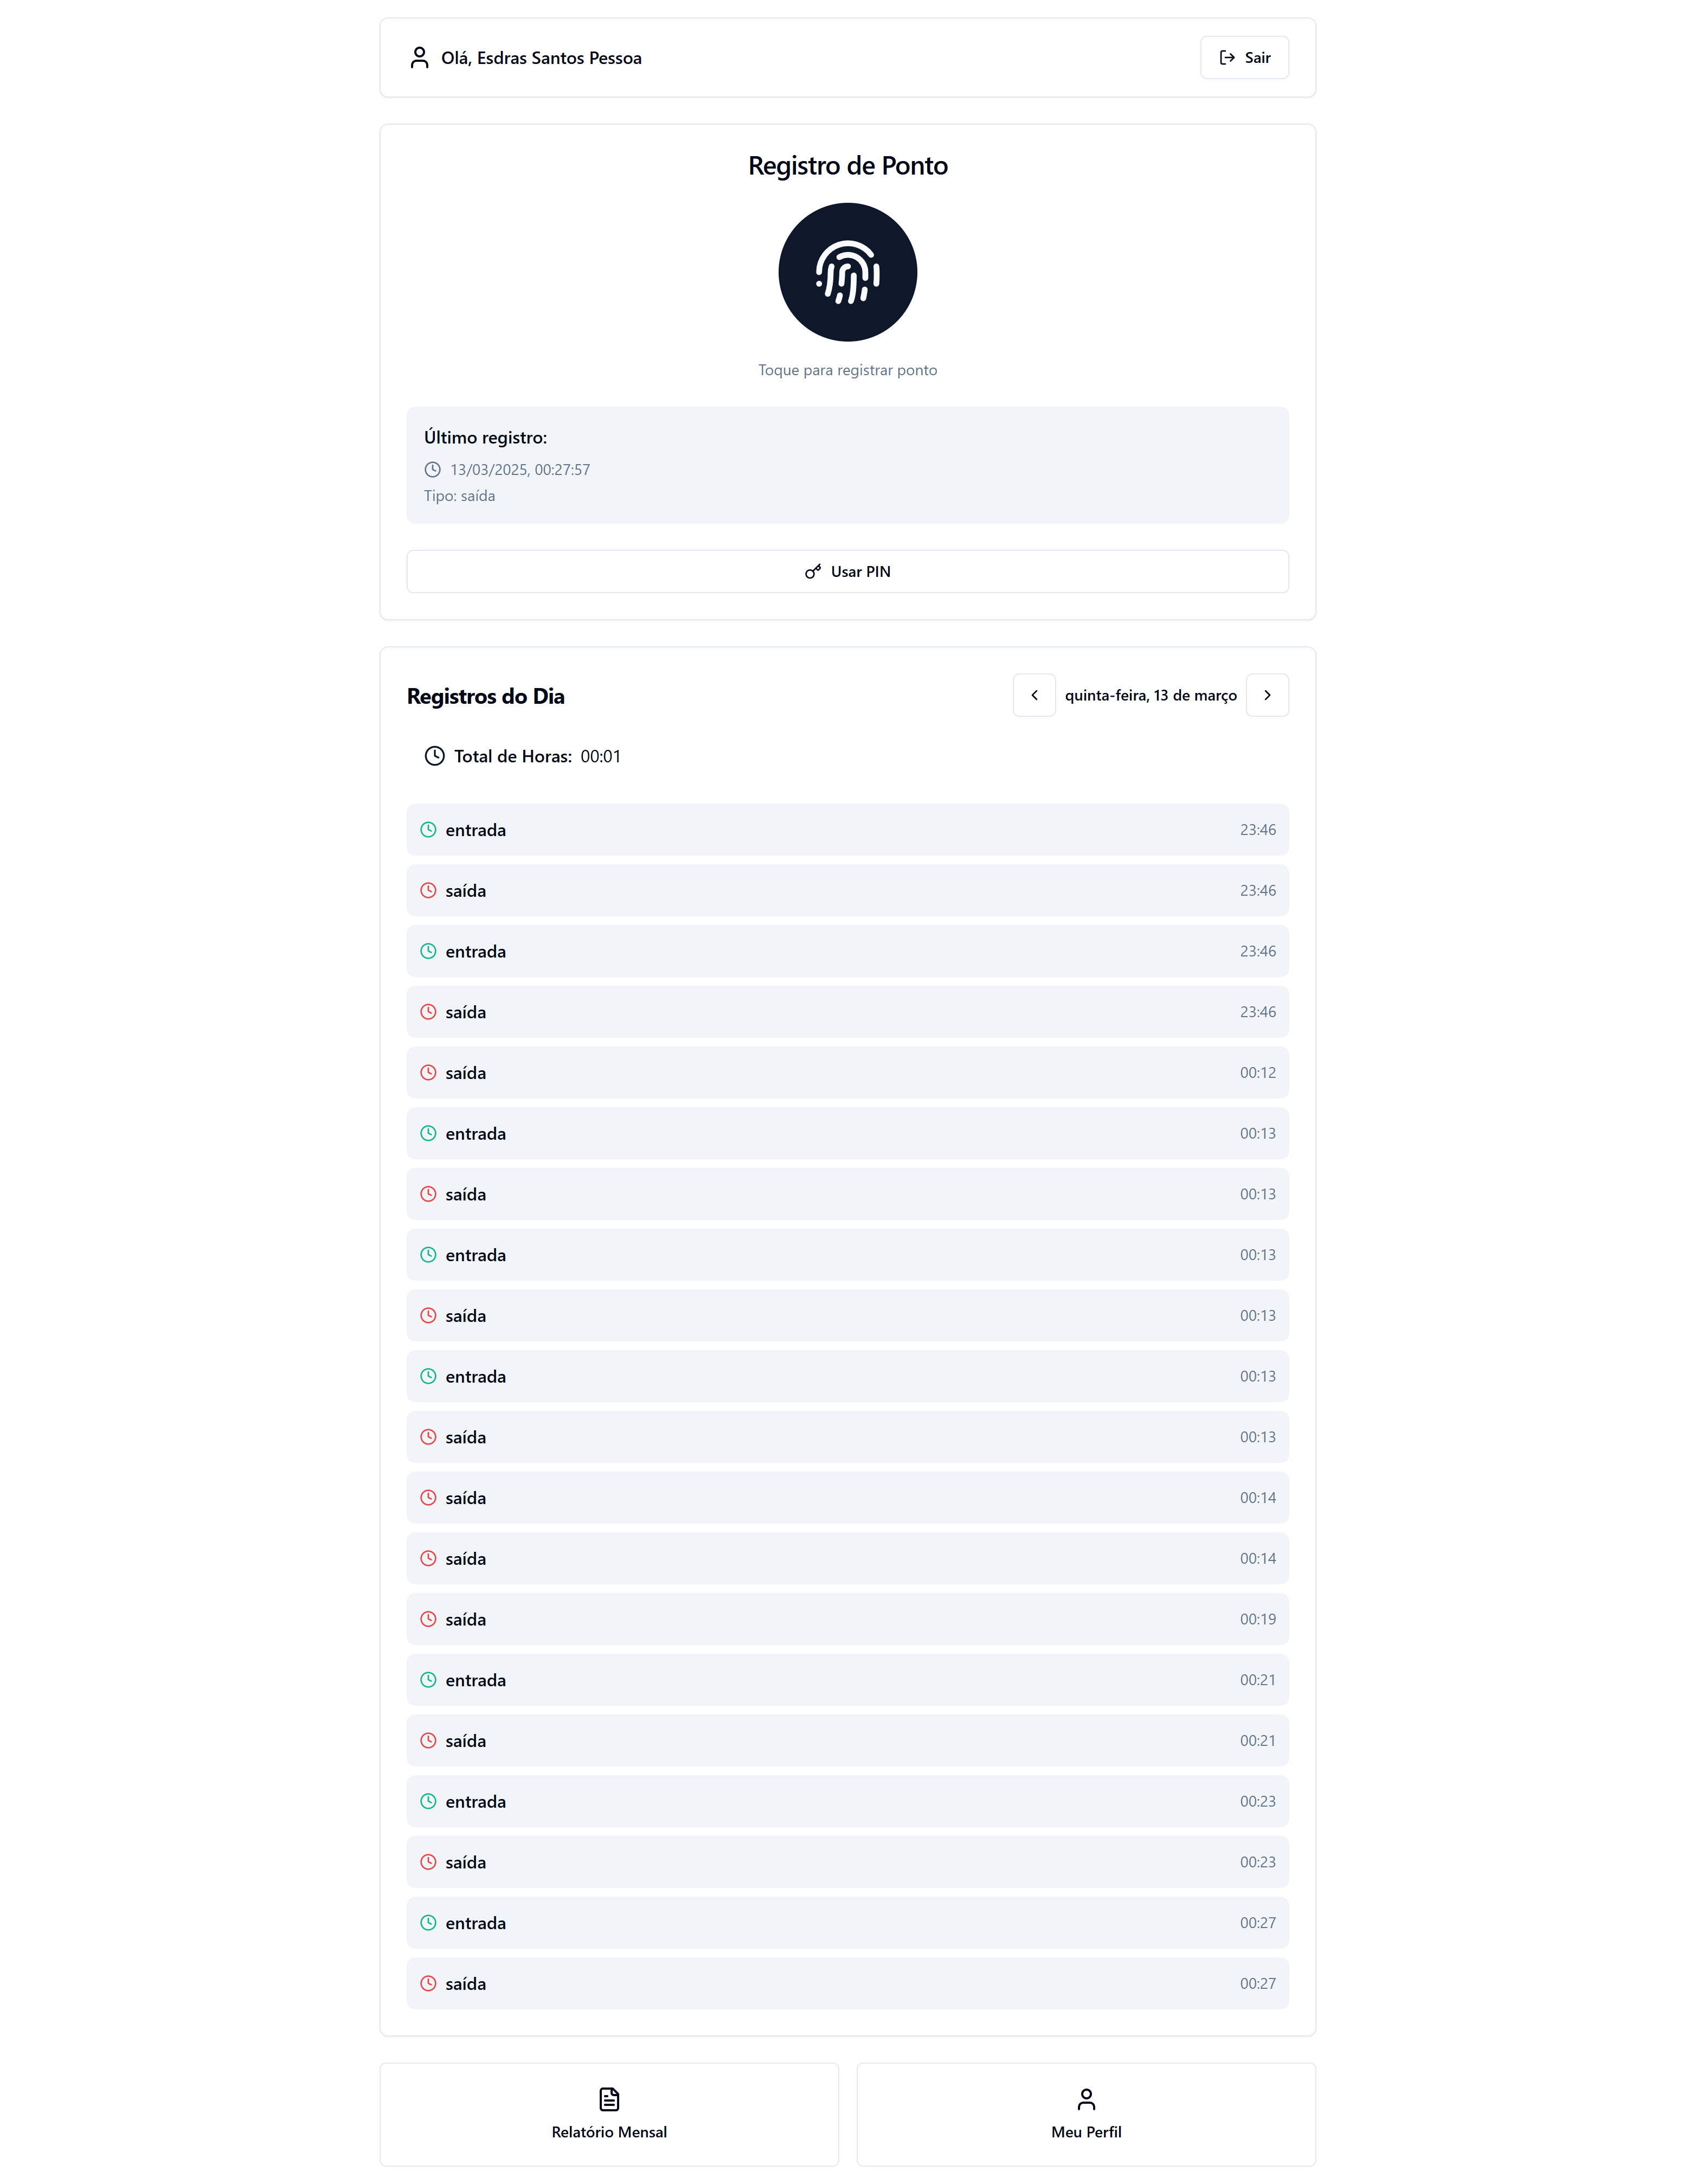 Olá, Esdras Santos Pessoa
Sair
Registro de Ponto
Toque para registrar ponto
Último registro:
13/03/2025, 00:27:57
Tipo: saída
Usar PIN
Registros do Dia
quinta-feira, 13 de março
Total de Horas: 00:01
entrada 23:46
saída 23:46
entrada 23:46
saída 23:46
saída 00:12
entrada 00:13
saída 00:13
entrada 00:13
saída 00:13
entrada 00:13
saída 00:13
saída 00:14
saída 00:14
saída 00:19
entrada 00:21
saída 00:21
entrada 00:23
saída 00:23
entrada 00:27
saída 00:27
Relatório Mensal
Meu Perfil